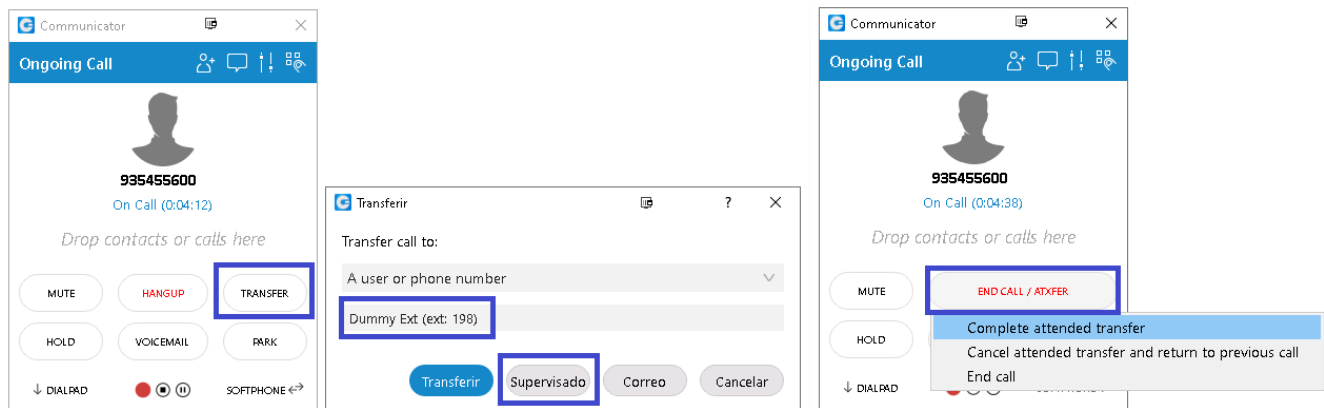 Communicator
Ongoing Call
935455600
On Call (0:04:12)
Drop contacts or calls here
MUTE HANGUP TRANSFER
HOLD VOICEMAIL PARK
↓ DIALPAD SOFTPHONE ↔
Transferir ?
Transfer call to:
A user or phone number
Dummy Ext (ext: 198)
Transferir Supervisado Correo Cancelar
Communicator
Ongoing Call
935455600
On Call (0:04:38)
Drop contacts or calls here
MUTE END CALL / ATXFER
HOLD
Complete attended transfer
Cancel attended transfer and return to previous call
End call
↓ DIALPAD